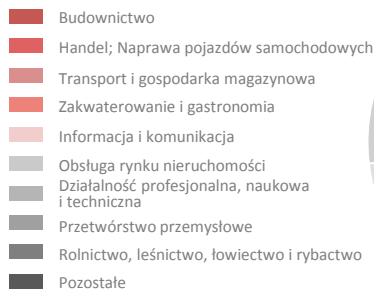 Budownictwo
Handel; Naprawa pojazdów samochodowych
Transport i gospodarka magazynowa
Zakwaterowanie i gastronomia
Informacja i komunikacja
Obsługa rynku nieruchomości
Działalność profesjonalna, naukowa
i techniczna
Przetwórstwo przemysłowe
Rolnictwo, leśnictwo, łowiectwo i rybactwo
Pozostałe